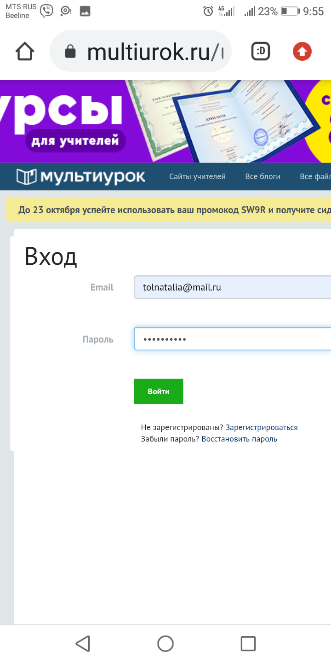 MTS RUS
Beeline
4G
23%
9:55
multiurok.ru/
:D
УРСЫ
для учителей
ДИПЛОМ
МУЛЬТИУРОК
Сайты учителей
Все блоги
Все фай
До 23 октября успейте использовать ваш промокод SW9R и получите
Вход
Email
tolnatalia@mail.ru
Пароль
••••••••••
Войти
Не зарегистрированы? Зарегистрироваться
Забыли пароль? Восстановить пароль